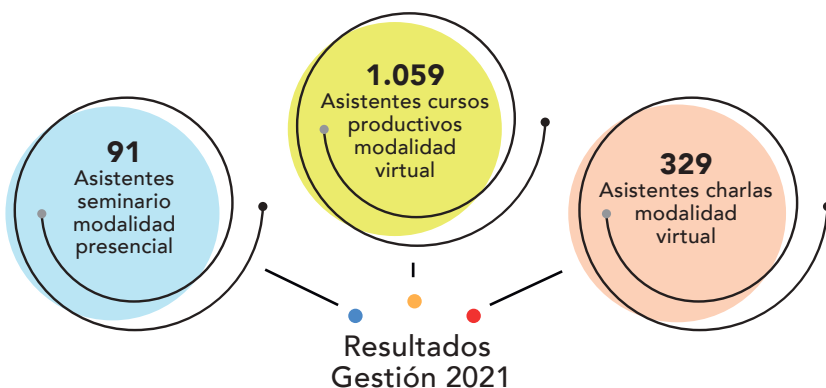 91
Asistentes
seminario
modalidad
presencial
1.059
Asistentes cursos
productivos
modalidad
virtual
329
Asistentes charlas
modalidad
virtual
Resultados
Gestión 2021